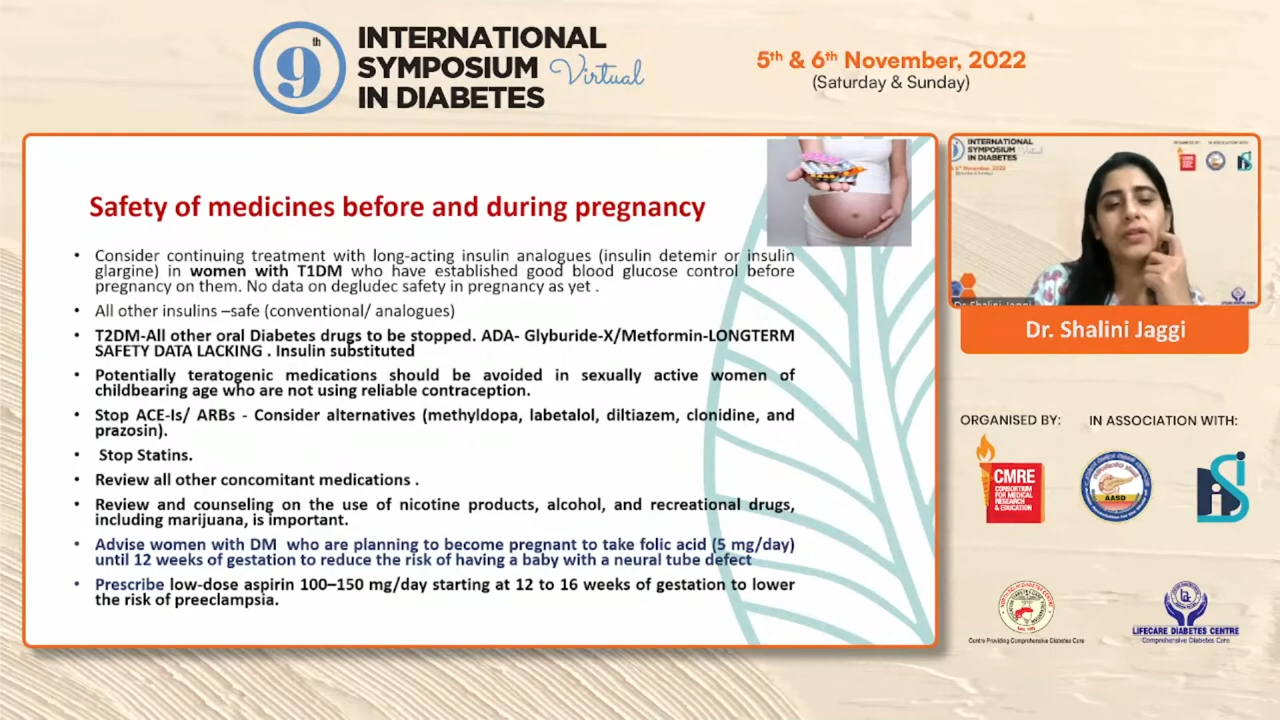 9th
INTERNATIONAL
SYMPOSIUM Virtual
IN DIABETES
5th & 6th November, 2022
(Saturday & Sunday)
Safety of medicines before and during pregnancy
• Consider continuing treatment with long-acting insulin analogues (insulin detemir or insulin
glargine) in women with T1DM who have established good blood glucose control before
pregnancy on them. No data on degludec safety in pregnancy as yet .
• All other insulins –safe (conventional/ analogues)
• T2DM-All other oral Diabetes drugs to be stopped. ADA- Glyburide-X/Metformin-LONGTERM
SAFETY DATA LACKING . Insulin substituted
• Potentially teratogenic medications should be avoided in sexually active women of
childbearing age who are not using reliable contraception.
• Stop ACE-Is/ ARBs - Consider alternatives (methyldopa, labetalol, diltiazem, clonidine, and
prazosin).
• Stop Statins.
• Review all other concomitant medications .
• Review and counseling on the use of nicotine products, alcohol, and recreational drugs,
including marijuana, is important.
• Advise women with DM who are planning to become pregnant to take folic acid (5 mg/day)
until 12 weeks of gestation to reduce the risk of having a baby with a neural tube defect
• Prescribe low-dose aspirin 100–150 mg/day starting at 12 to 16 weeks of gestation to lower
the risk of preeclampsia.
INTERNATIONAL
SYMPOSIUM Virtual
IN DIABETES
Dr Shalini Jaggi
Dr. Shalini Jaggi
ORGANISED BY:
IN ASSOCIATION WITH:
CMRE
CONSORTIUM
FOR MEDICAL
RESEARCH
& EDUCATION
AASD
Centre Providing Comprehensive Diabetes Care
LIFECARE DIABETES CENTRE
Comprehensive Diabetes Care